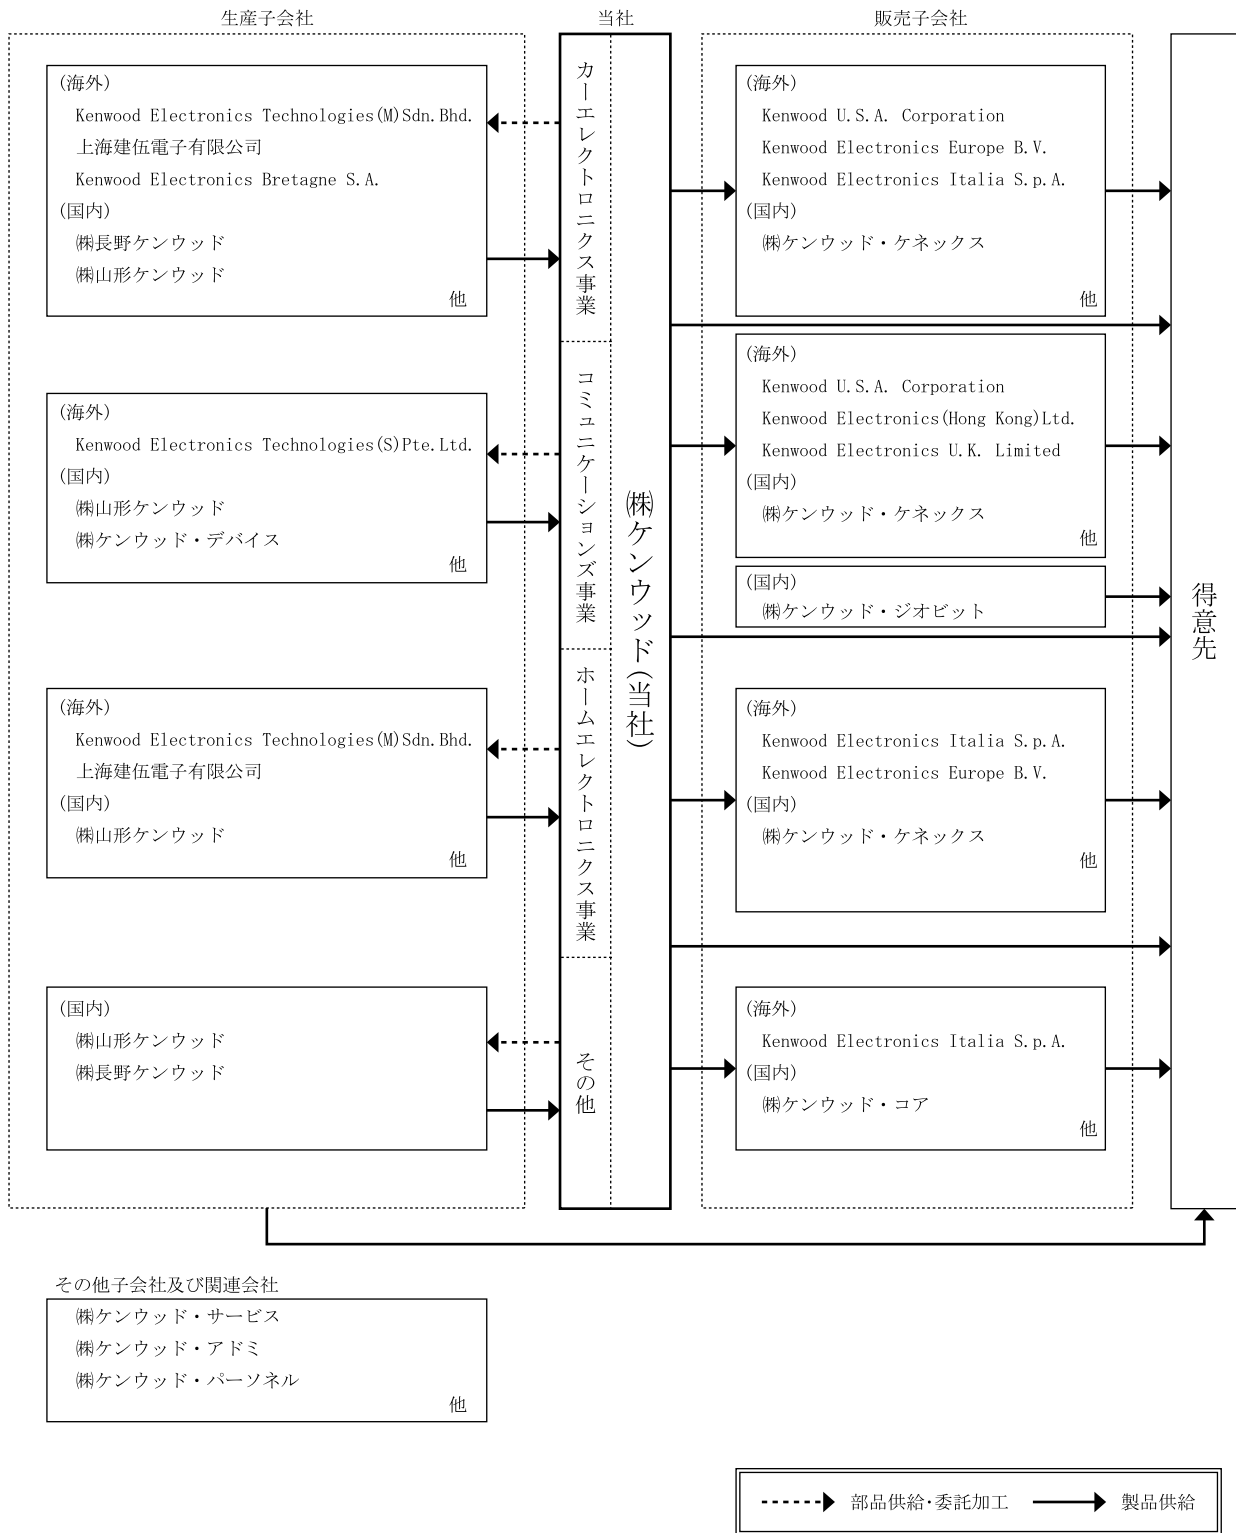 生産子会社
当社
販売子会社
(海外)
Kenwood Electronics Technologies(M)Sdn.Bhd.
上海建伍電子有限公司
Kenwood Electronics Bretagne S.A.
(国内)
㈱長野ケンウッド
㈱山形ケンウッド
他
(海外)
Kenwood Electronics Technologies(S)Pte.Ltd.
(国内)
㈱山形ケンウッド
㈱ケンウッド・デバイス
他
(海外)
Kenwood Electronics Technologies(M)Sdn.Bhd.
上海建伍電子有限公司
(国内)
㈱山形ケンウッド
他
(国内)
㈱山形ケンウッド
㈱長野ケンウッド
カーエレクトロニクス事業
コミュニケーションズ事業
ホームエレクトロニクス事業
その他
㈱ケンウッド(当社)
(海外)
Kenwood U.S.A. Corporation
Kenwood Electronics Europe B.V.
Kenwood Electronics Italia S.p.A.
(国内)
㈱ケンウッド・ケネックス
他
(海外)
Kenwood U.S.A. Corporation
Kenwood Electronics(Hong Kong)Ltd.
Kenwood Electronics U.K. Limited
(国内)
㈱ケンウッド・ケネックス
他
(国内)
㈱ケンウッド・ジオビット
(海外)
Kenwood Electronics Italia S.p.A.
Kenwood Electronics Europe B.V.
(国内)
㈱ケンウッド・ケネックス
他
(海外)
Kenwood Electronics Italia S.p.A.
(国内)
㈱ケンウッド・コア
他
得意先
その他子会社及び関連会社
㈱ケンウッド・サービス
㈱ケンウッド・アドミ
㈱ケンウッド・パーソネル
他
部品供給・委託加工
製品供給